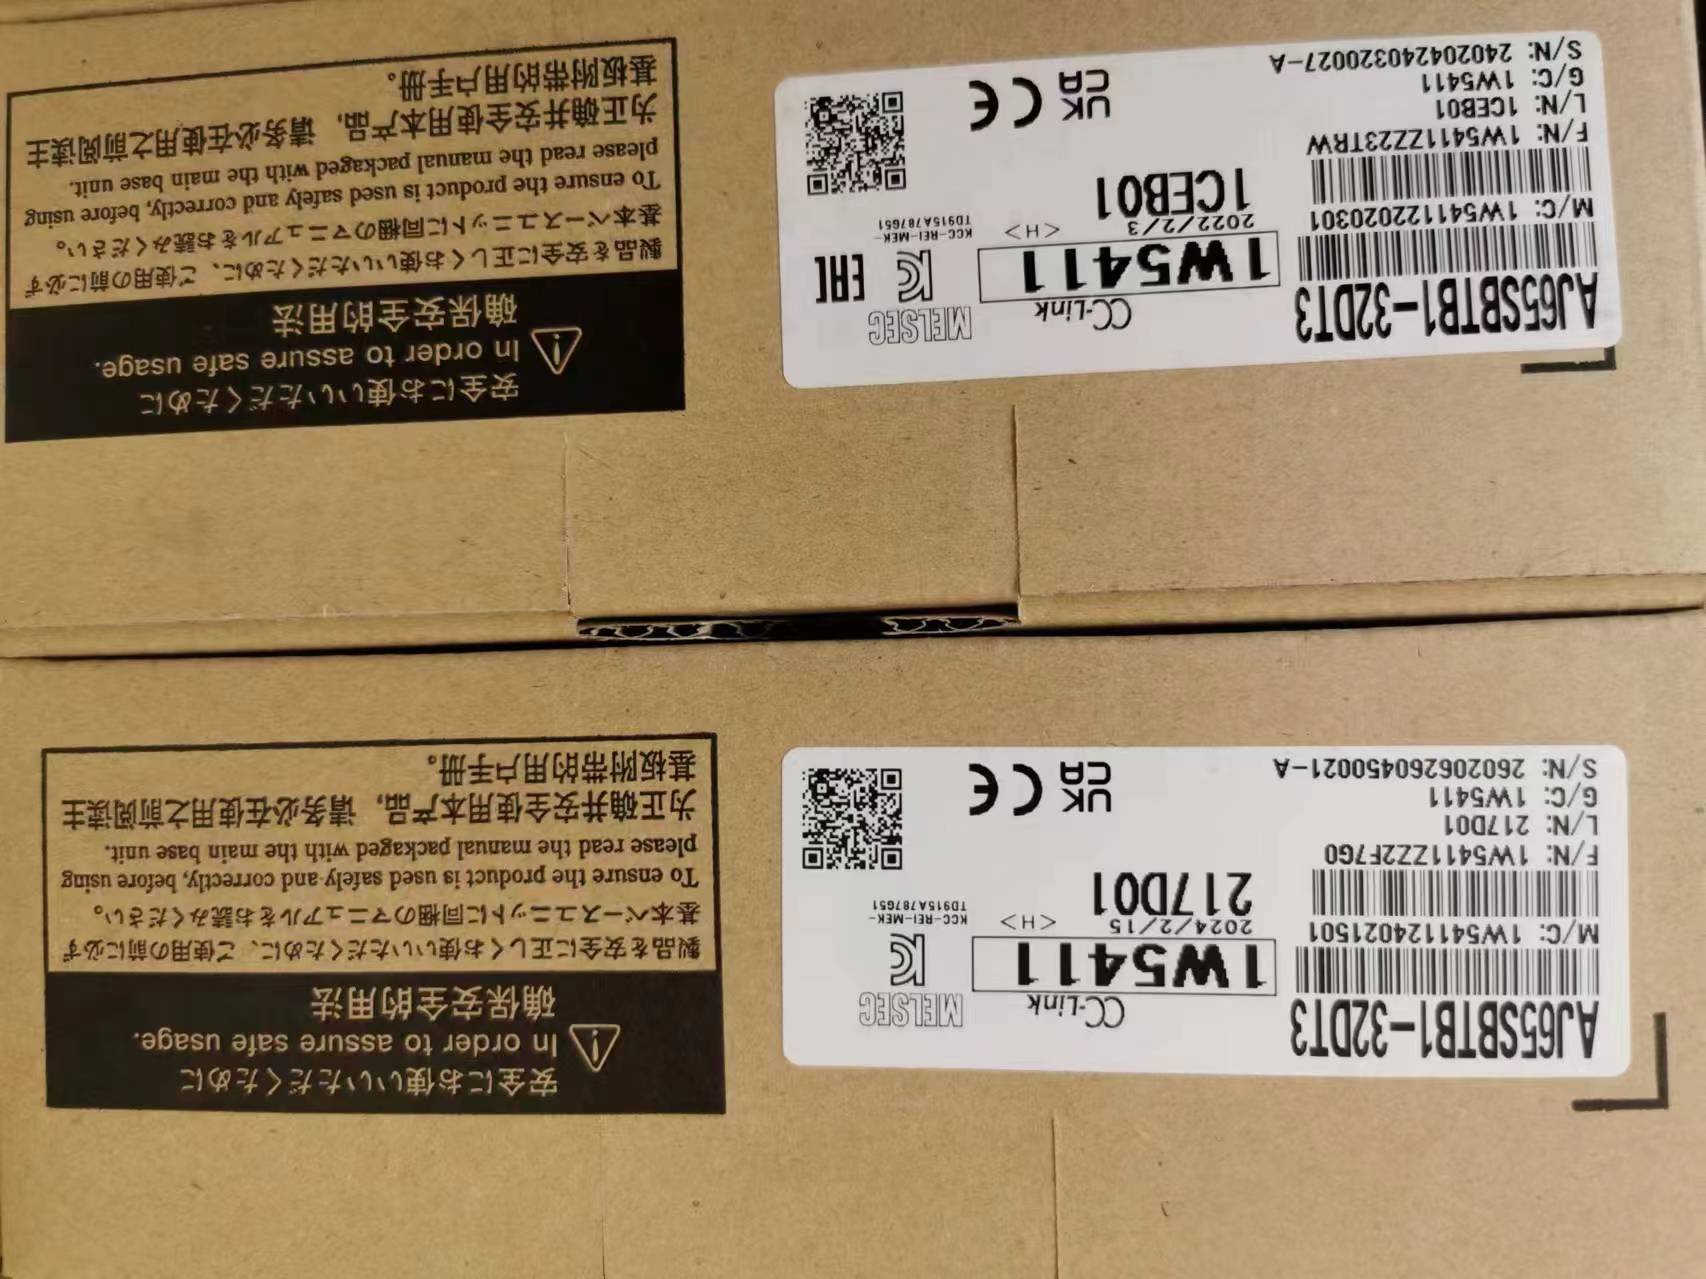 AJ65SBTB1-32DT3
M/C: 1W541124021501
F/N: 1W5411ZZ2F7G0
L/N: 217D01
G/C: 1W5411
S/N: 260206260450021-A
CC-Link
1W5411
2024/2/15
<H>
217D01
UK
CA
CE
MELSEC
KCC-REI-MEK-
TD915A787G51
安全にお使いいただくために
In order to assure safe usage.
确保安全的用法
製品を安全に正しくお使いいただくために、ご使用の前に必ず
基本ベースユニットに同梱のマニュアルをお読みください。
To ensure the product is used safely and correctly, before using
please read the manual packaged with the main base unit.
为正确并安全使用本产品，请务必在使用之前阅读主
基板附带的用户手册。
AJ65SBTB1-32DT3
M/C: 1W541122020301
F/N: 1W5411ZZ23TRW
L/N: 1CEB01
G/C: 1W5411
S/N: 240204240320027-A
CC-Link
1W5411
2022/2/3
<H>
1CEB01
UK
CA
CE
MELSEC
EAC
KCC-REI-MEK-
TD915A787G51
安全にお使いいただくために
In order to assure safe usage.
确保安全的用法
製品を安全に正しくお使いいただくために、ご使用の前に必ず
基本ベースユニットに同梱のマニュアルをお読みください。
To ensure the product is used safely and correctly, before using
please read the manual packaged with the main base unit.
为正确并安全使用本产品，请务必在使用之前阅读主
基板附带的用户手册。